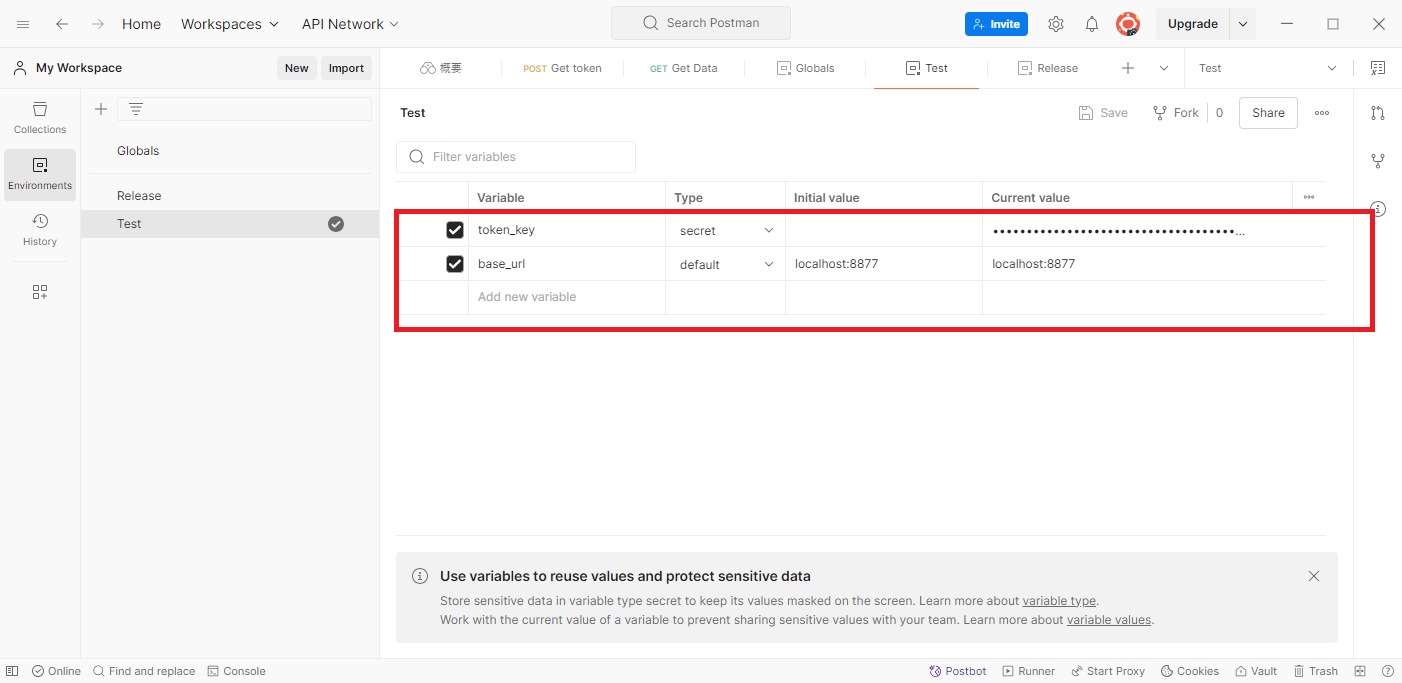 Home Workspaces API Network Search Postman Invite Upgrade
My Workspace New Import 概要 POST Get token GET Get Data Globals Test Release Test
Collections
Environments
History
Globals
Release
Test
Test Save Fork 0 Share
Filter variables
Variable Type Initial value Current value
token_key secret ••••••••••••••••••••••••••••••••••••...
base_url default localhost:8877 localhost:8877
Add new variable
Use variables to reuse values and protect sensitive data
Store sensitive data in variable type secret to keep its values masked on the screen. Learn more about variable type.
Work with the current value of a variable to prevent sharing sensitive values with your team. Learn more about variable values.
Online Find and replace Console Postbot Runner Start Proxy Cookies Vault Trash